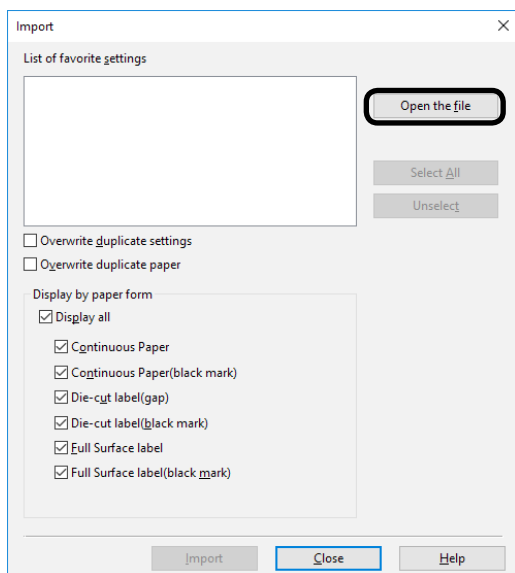 Import
List of favorite settings
Open the file
Select All
Unselect
Overwrite duplicate settings
Overwrite duplicate paper
Display by paper form
Display all
Continuous Paper
Continuous Paper(black mark)
Die-cut label(gap)
Die-cut label(black mark)
Full Surface label
Full Surface label(black mark)
Import
Close
Help